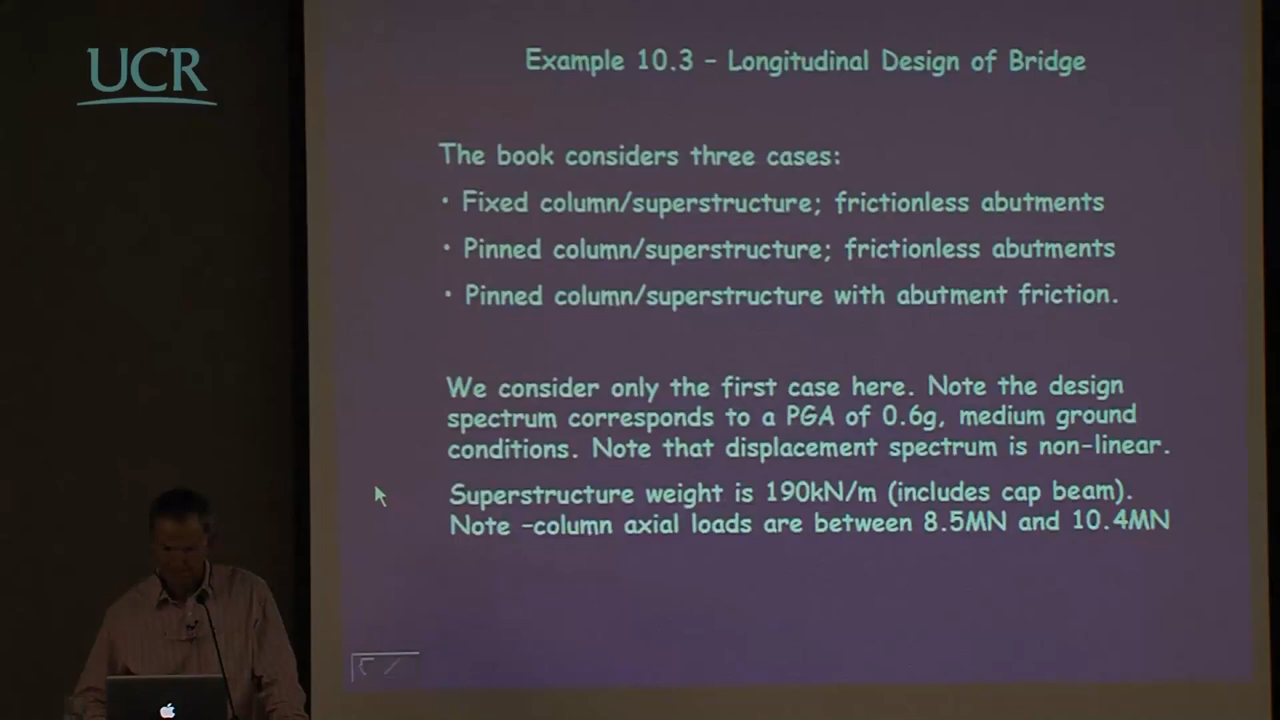 UCR
Example 10.3 – Longitudinal Design of Bridge
The book considers three cases:
• Fixed column/superstructure; frictionless abutments
• Pinned column/superstructure; frictionless abutments
• Pinned column/superstructure with abutment friction.
We consider only the first case here. Note the design
spectrum corresponds to a PGA of 0.6g, medium ground
conditions. Note that displacement spectrum is non-linear.
Superstructure weight is 190kN/m (includes cap beam).
Note –column axial loads are between 8.5MN and 10.4MN